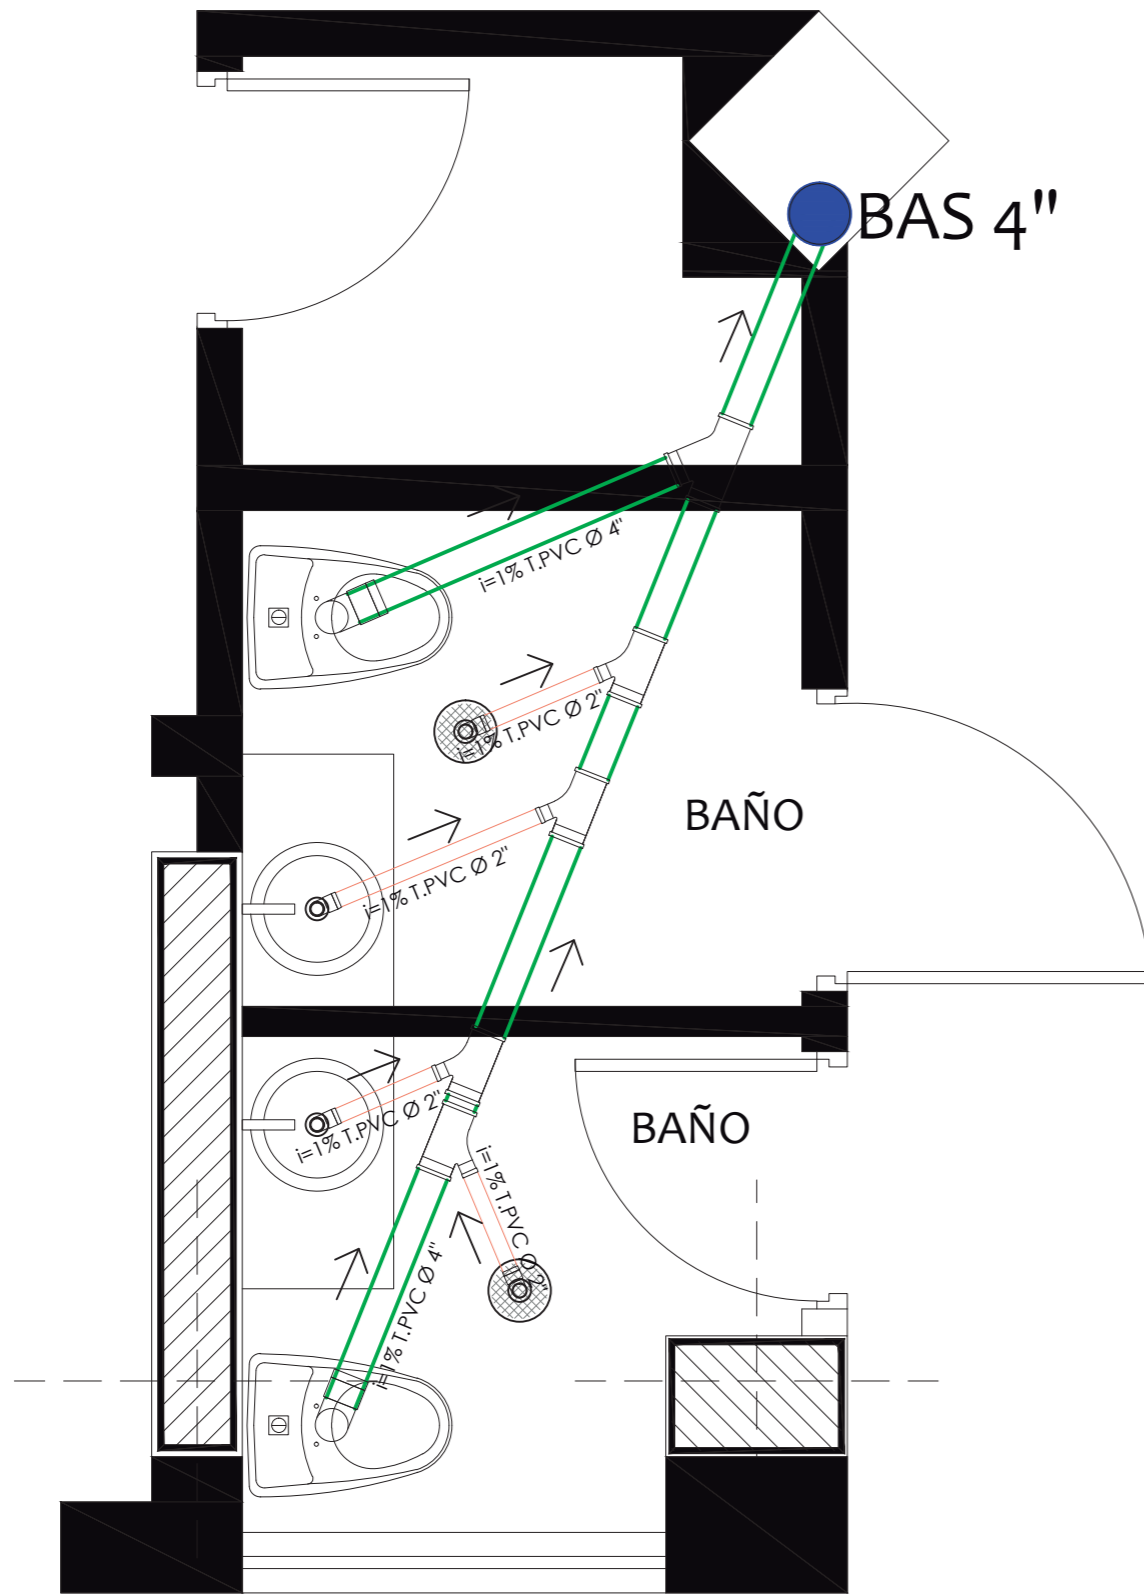 BAS 4"
i=1% T.PVC Ø 4"
i=1% T.PVC Ø 2"
BAÑO
i=1% T.PVC Ø 2"
i=1% T.PVC Ø 2"
BAÑO
i=1% T.PVC Ø 2"
i=1% T.PVC Ø 4"